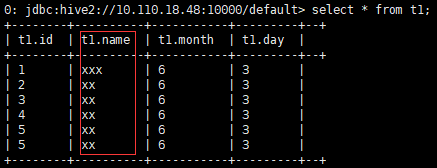 0: jdbc:hive2://10.110.18.48:10000/default> select * from t1;
+--------+----------+-----------+---------+--+
| t1.id | t1.name | t1.month | t1.day |
+--------+----------+-----------+---------+--+
| 1 | xxx | 6 | 3 |
| 2 | xx | 6 | 3 |
| 3 | xx | 6 | 3 |
| 4 | xx | 6 | 3 |
| 5 | xx | 6 | 3 |
| 5 | xx | 6 | 3 |
+--------+----------+-----------+---------+--+